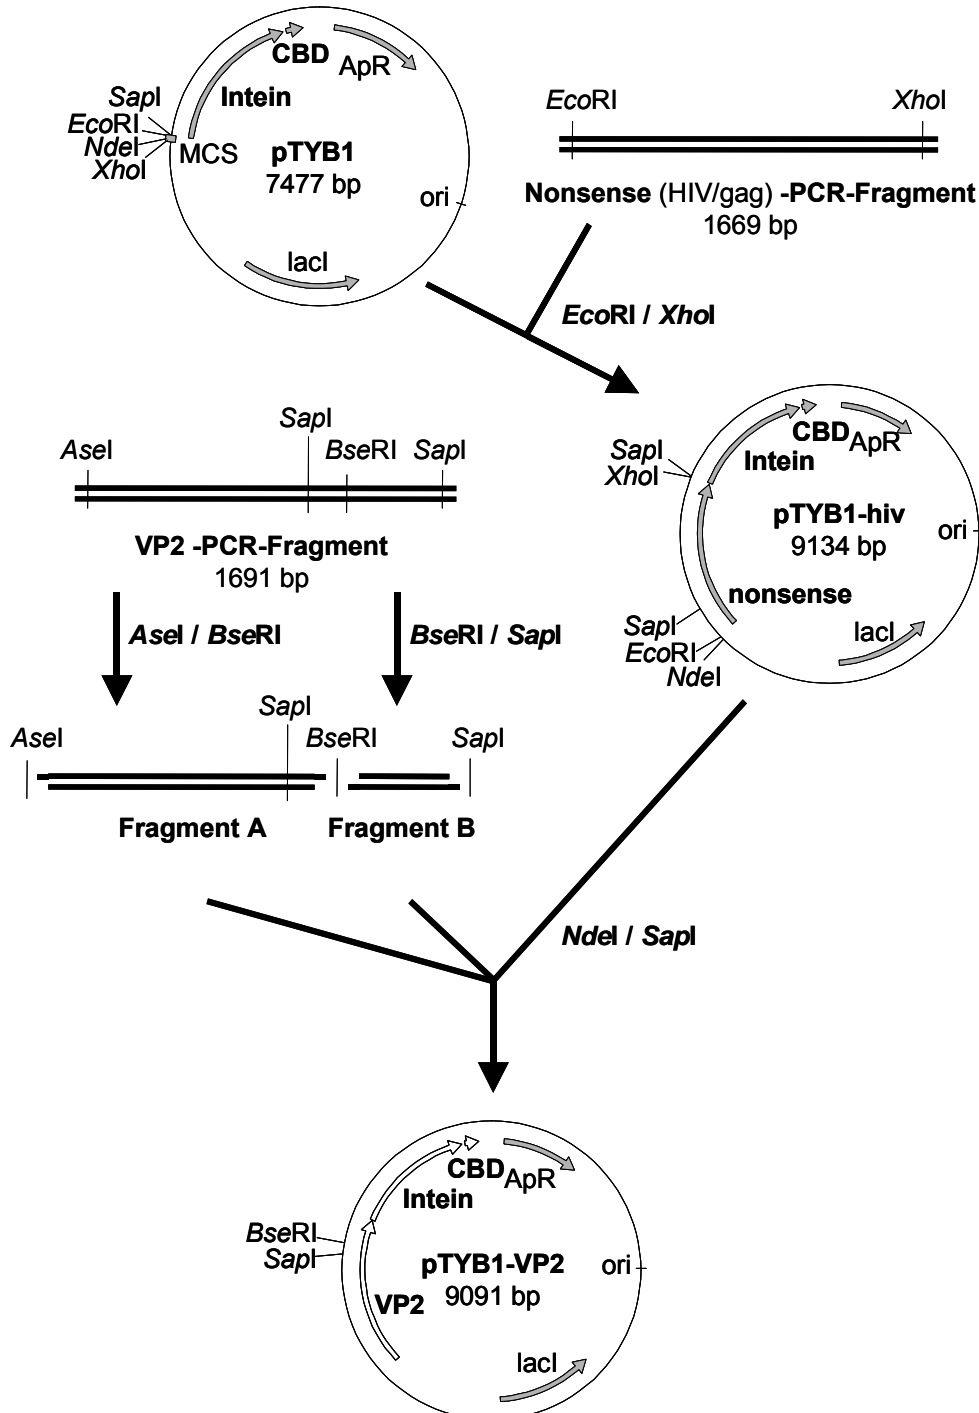 CBD
ApR
Intein
SapI
EcoRI
NdeI
XhoI
MCS
pTYB1
7477 bp
ori
lacI
EcoRI
XhoI
Nonsense (HIV/gag) -PCR-Fragment
1669 bp
EcoRI / XhoI
SapI
AseI
BseRI
SapI
VP2 -PCR-Fragment
1691 bp
AseI / BseRI
BseRI / SapI
CBD
ApR
Intein
SapI
XhoI
pTYB1-hiv
9134 bp
ori
nonsense
SapI
EcoRI
NdeI
lacI
SapI
AseI
BseRI
SapI
Fragment A
Fragment B
NdeI / SapI
CBD
ApR
Intein
BseRI
SapI
pTYB1-VP2
9091 bp
ori
VP2
lacI